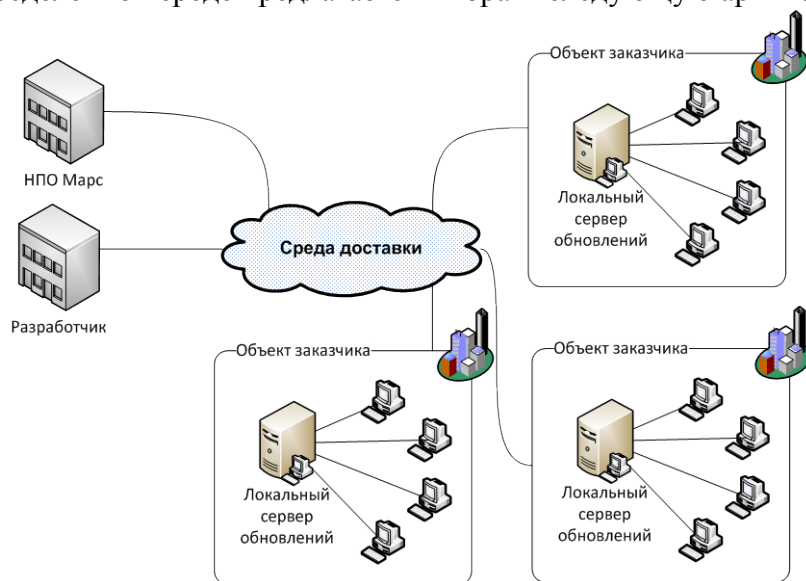 Объект заказчика
НПО Марс
Локальный
сервер
обновлений
Среда доставки
Разработчик
Объект заказчика
Локальный
сервер
обновлений
Объект заказчика
Локальный
сервер
обновлений